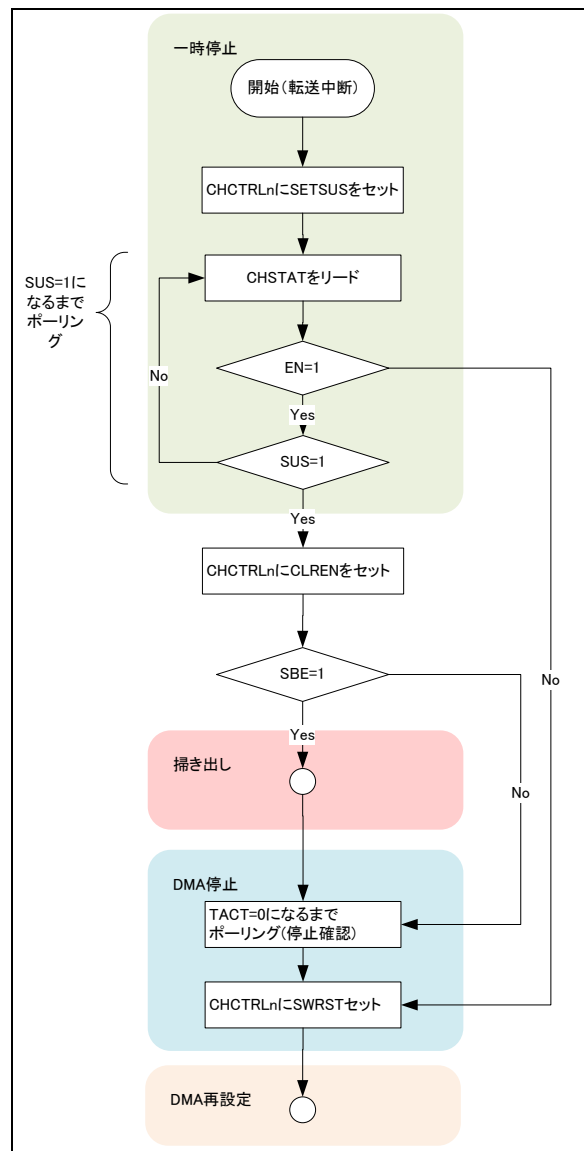 一時停止
開始(転送中断)
CHCTRLnにSETSUSをセット
CHSTATをリード
SUS=1に
なるまで
ポーリン
グ
EN=1
No
Yes
SUS=1
Yes
CHCTRLnにCLRENをセット
SBE=1
No
Yes
掃き出し
No
DMA停止
TACT=0になるまで
ポーリング(停止確認)
CHCTRLnにSWRSTセット
DMA再設定